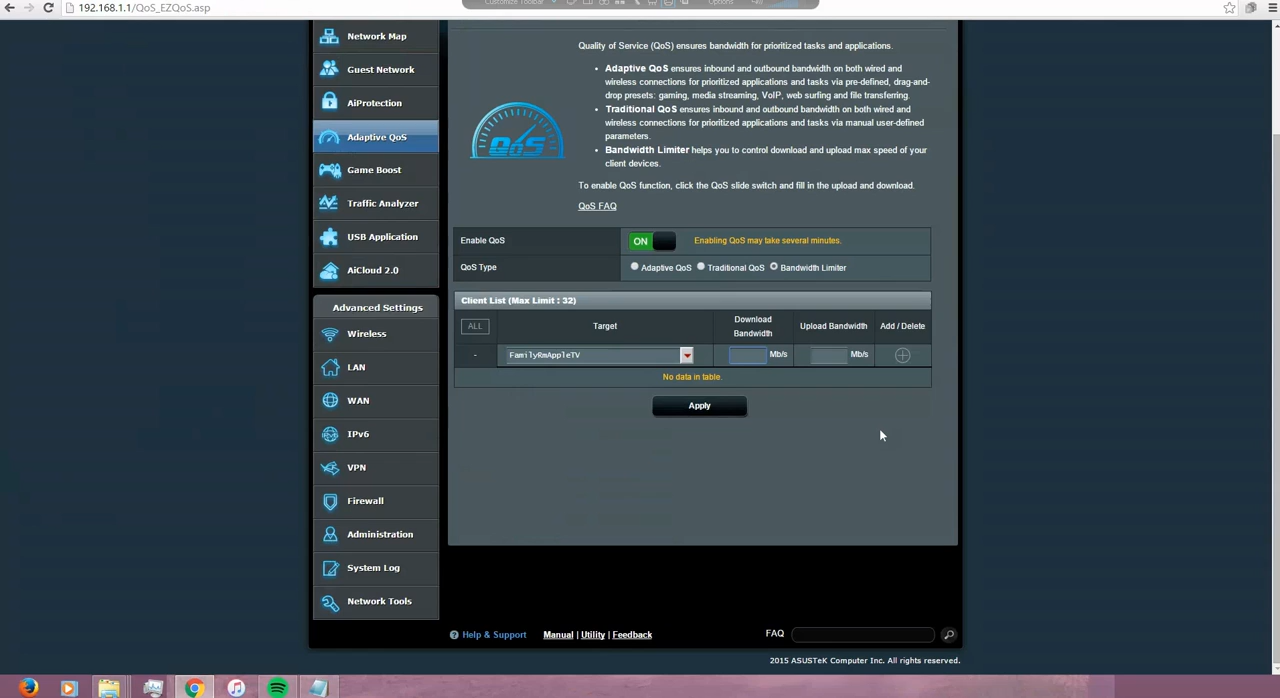 192.168.1.1/QoS_EZQoS.asp
Customize Toolbar
Options
Network Map
Guest Network
AiProtection
Adaptive QoS
Game Boost
Traffic Analyzer
USB Application
AiCloud 2.0
Advanced Settings
Wireless
LAN
WAN
IPv6
VPN
Firewall
Administration
System Log
Network Tools
Quality of Service (QoS) ensures bandwidth for prioritized tasks and applications.
QoS
• Adaptive QoS ensures inbound and outbound bandwidth on both wired and
wireless connections for prioritized applications and tasks via pre-defined, drag-and-
drop presets: gaming, media streaming, VoIP, web surfing and file transferring.
• Traditional QoS ensures inbound and outbound bandwidth on both wired and
wireless connections for prioritized applications and tasks via manual user-defined
parameters.
• Bandwidth Limiter helps you to control download and upload max speed of your
client devices.
To enable QoS function, click the QoS slide switch and fill in the upload and download.
QoS FAQ
Enable QoS ON Enabling QoS may take several minutes.
QoS Type Adaptive QoS Traditional QoS Bandwidth Limiter
Client List (Max Limit : 32)
ALL Target Download
Bandwidth Upload Bandwidth Add / Delete
- FamilyRmAppleTV Mb/s Mb/s
No data in table.
Apply
Help & Support Manual | Utility | Feedback FAQ
2015 ASUSTeK Computer Inc. All rights reserved.